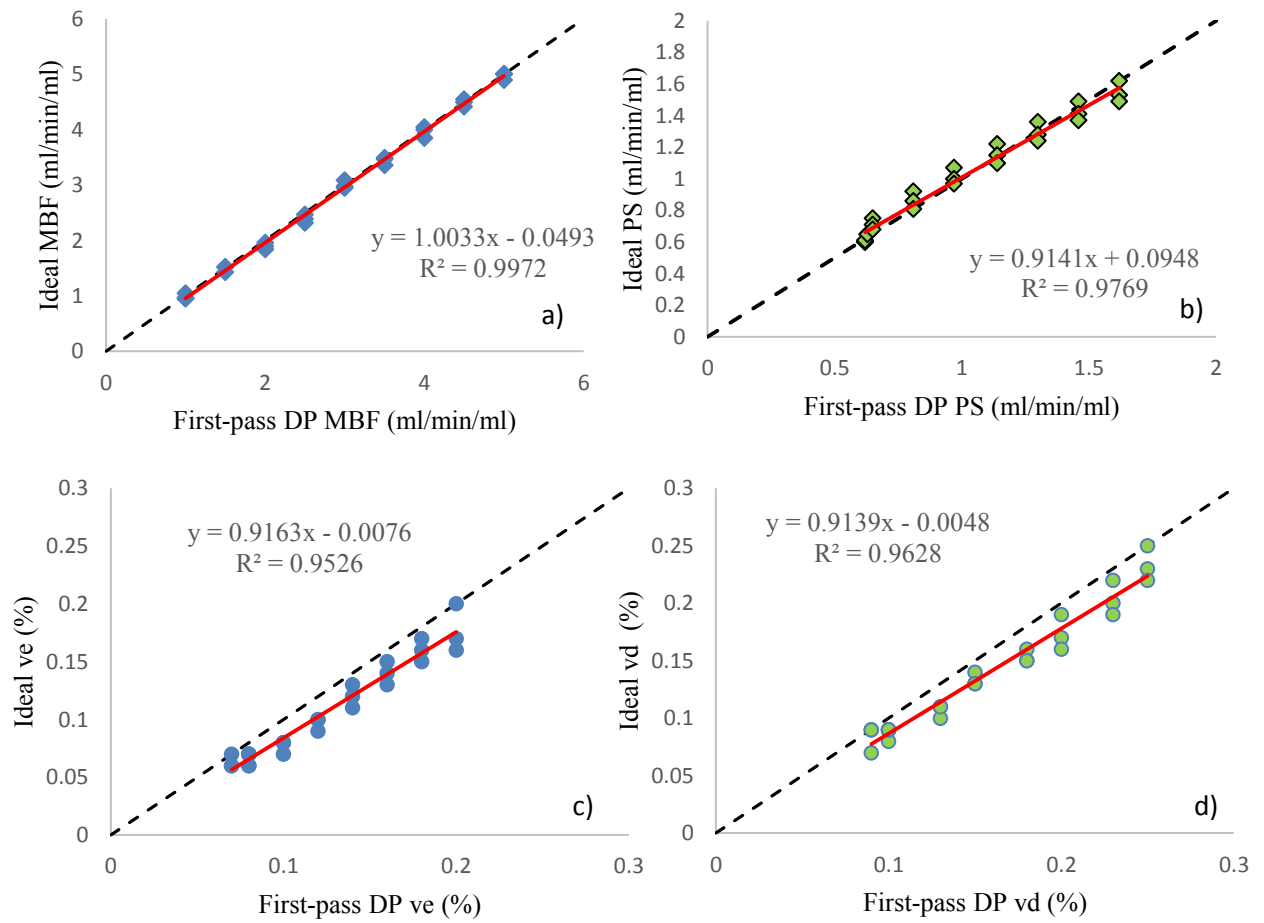 6
5
4
3
2
1
0
0
2
4
6
Ideal MBF (ml/min/ml)
First-pass DP MBF (ml/min/ml)
y = 1.0033x - 0.0493
R² = 0.9972
a)
2
1.8
1.6
1.4
1.2
1
0.8
0.6
0.4
0.2
0
0
0.5
1
1.5
2
Ideal PS (ml/min/ml)
First-pass DP PS (ml/min/ml)
y = 0.9141x + 0.0948
R² = 0.9769
b)
0.3
0.25
0.2
0.15
0.1
0.05
0
0
0.1
0.2
0.3
Ideal ve (%)
First-pass DP ve (%)
y = 0.9163x - 0.0076
R² = 0.9526
c)
0.3
0.25
0.2
0.15
0.1
0.05
0
0
0.1
0.2
0.3
Ideal vd (%)
First-pass DP vd (%)
y = 0.9139x - 0.0048
R² = 0.9628
d)